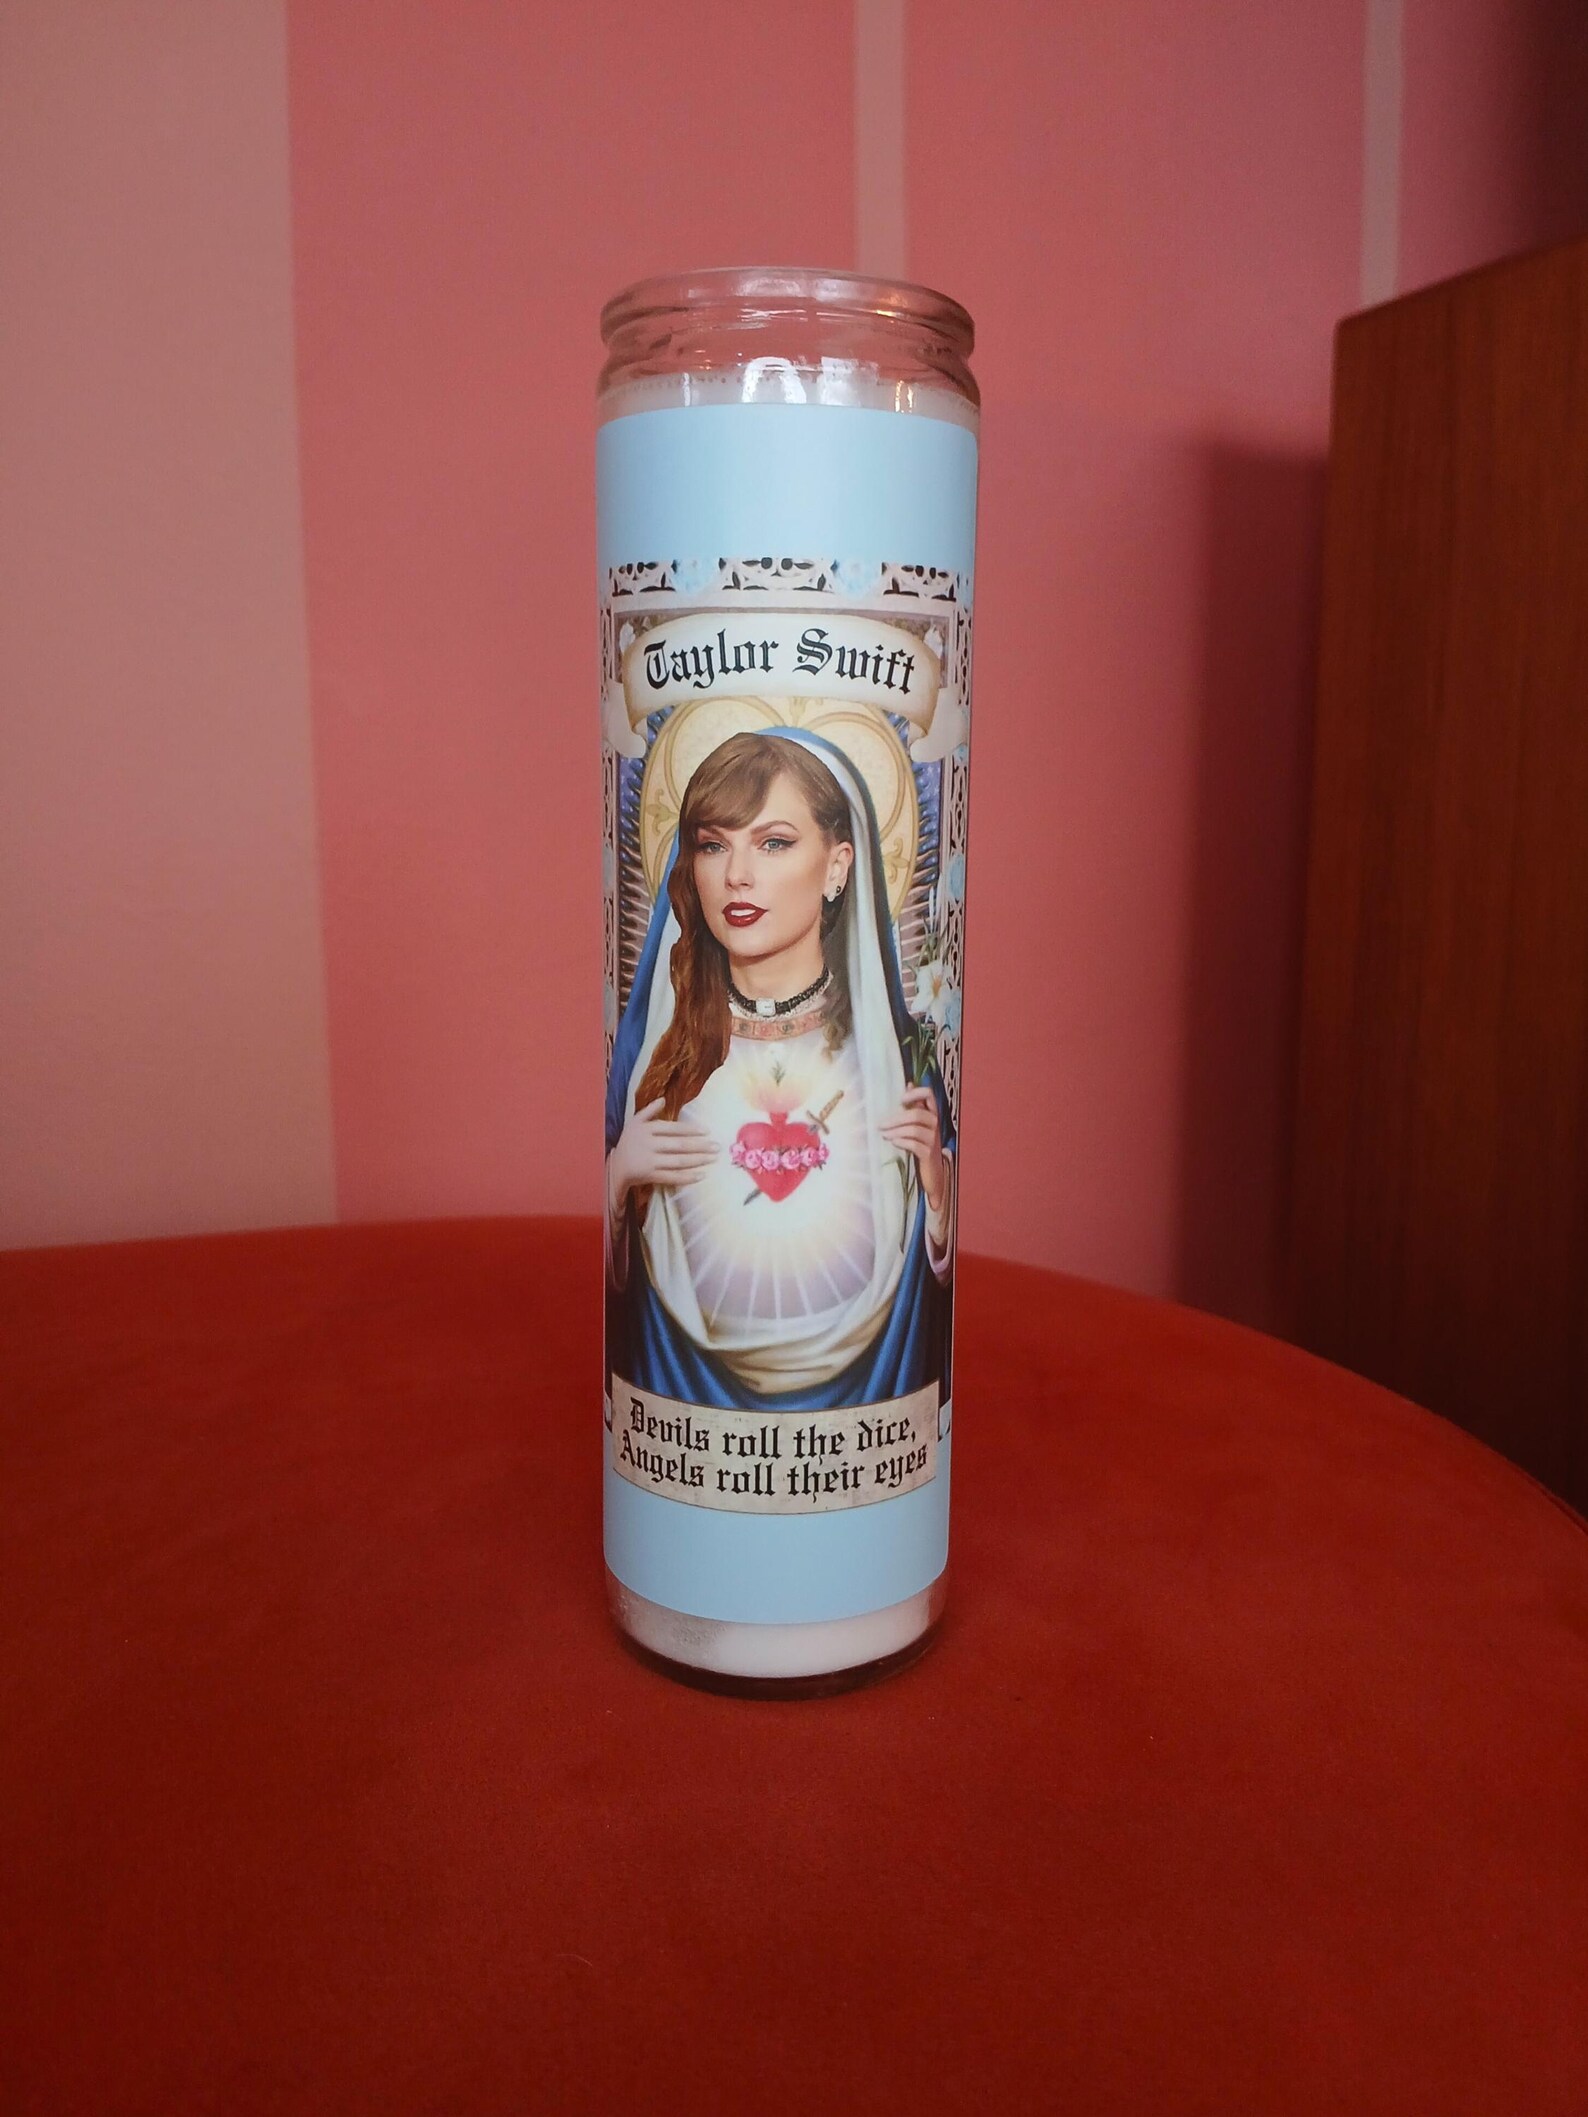 Taylor Swift
Devils roll the dice,
Angels roll their eyes